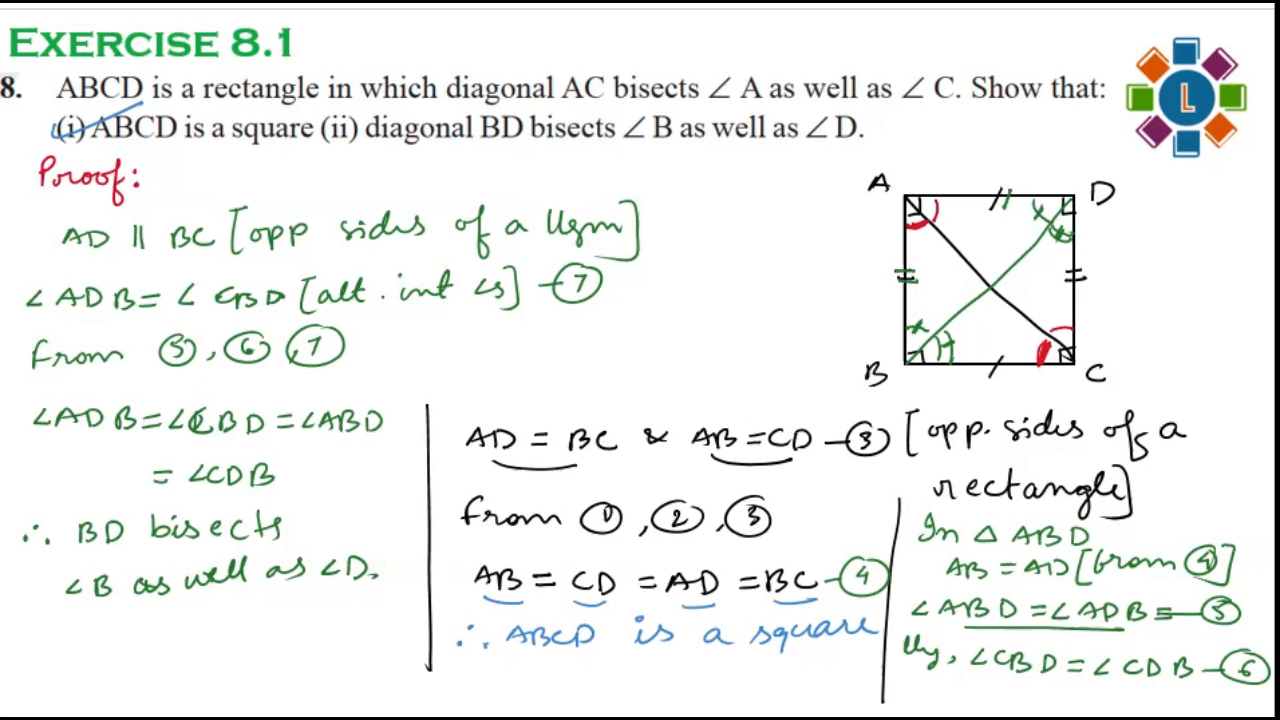 EXERCISE 8.1
8. ABCD is a rectangle in which diagonal AC bisects ∠ A as well as ∠ C. Show that:
(i) ABCD is a square (ii) diagonal BD bisects ∠ B as well as ∠ D.
L
Proof:
AD || BC [opp sides of a ||gm]
∠ADB = ∠CBD [alt. int ∠s] — ⑦
from ⑤, ⑥, ⑦
∠ADB = ∠CBD = ∠ABD
= ∠CDB
∴ BD bisects
∠B as well as ∠D.
A
D
B
C
AD = BC & AB = CD — ③ [opp. sides of a
rectangle]
from ①, ②, ③
AB = CD = AD = BC — ④
∴ ABCD is a square
In △ ABD
AB = AD [from ④]
∠ABD = ∠ADB — ⑤
||ly, ∠CBD = ∠CDB — ⑥